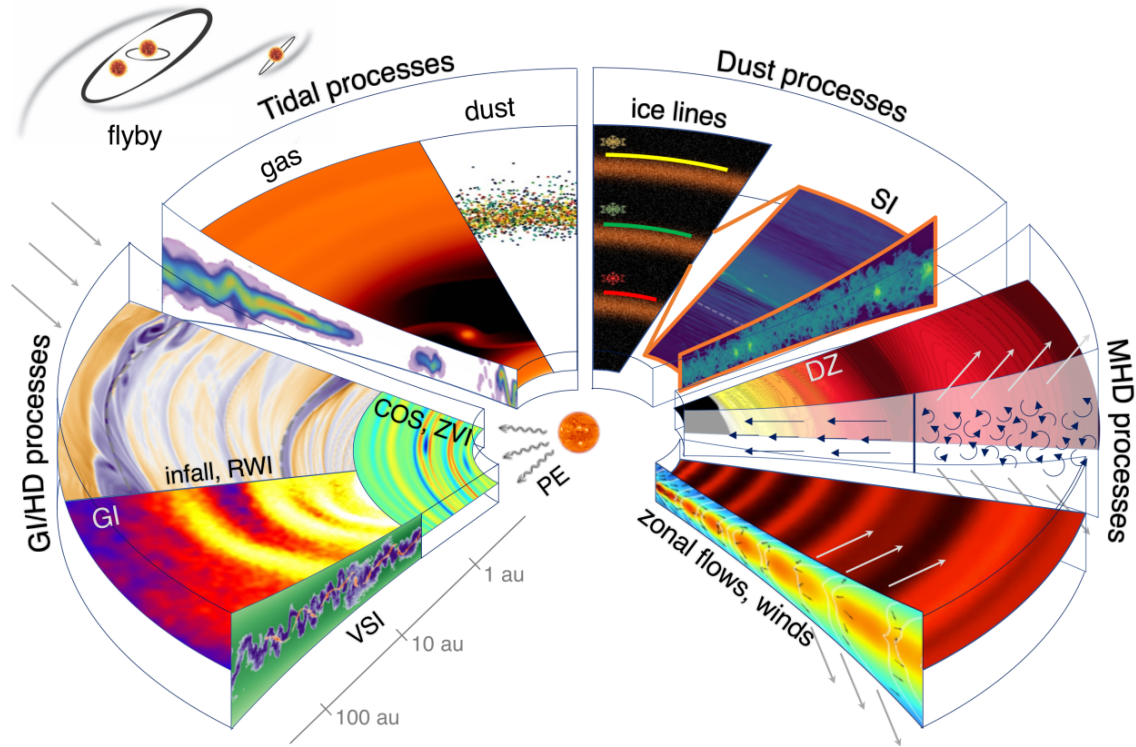 flyby
Tidal processes
gas
dust
Dust processes
ice lines
SI
GI/HD processes
infall, RWI
COS, ZVI
GI
VSI
PE
1 au
10 au
100 au
MHD processes
DZ
zonal flows, winds